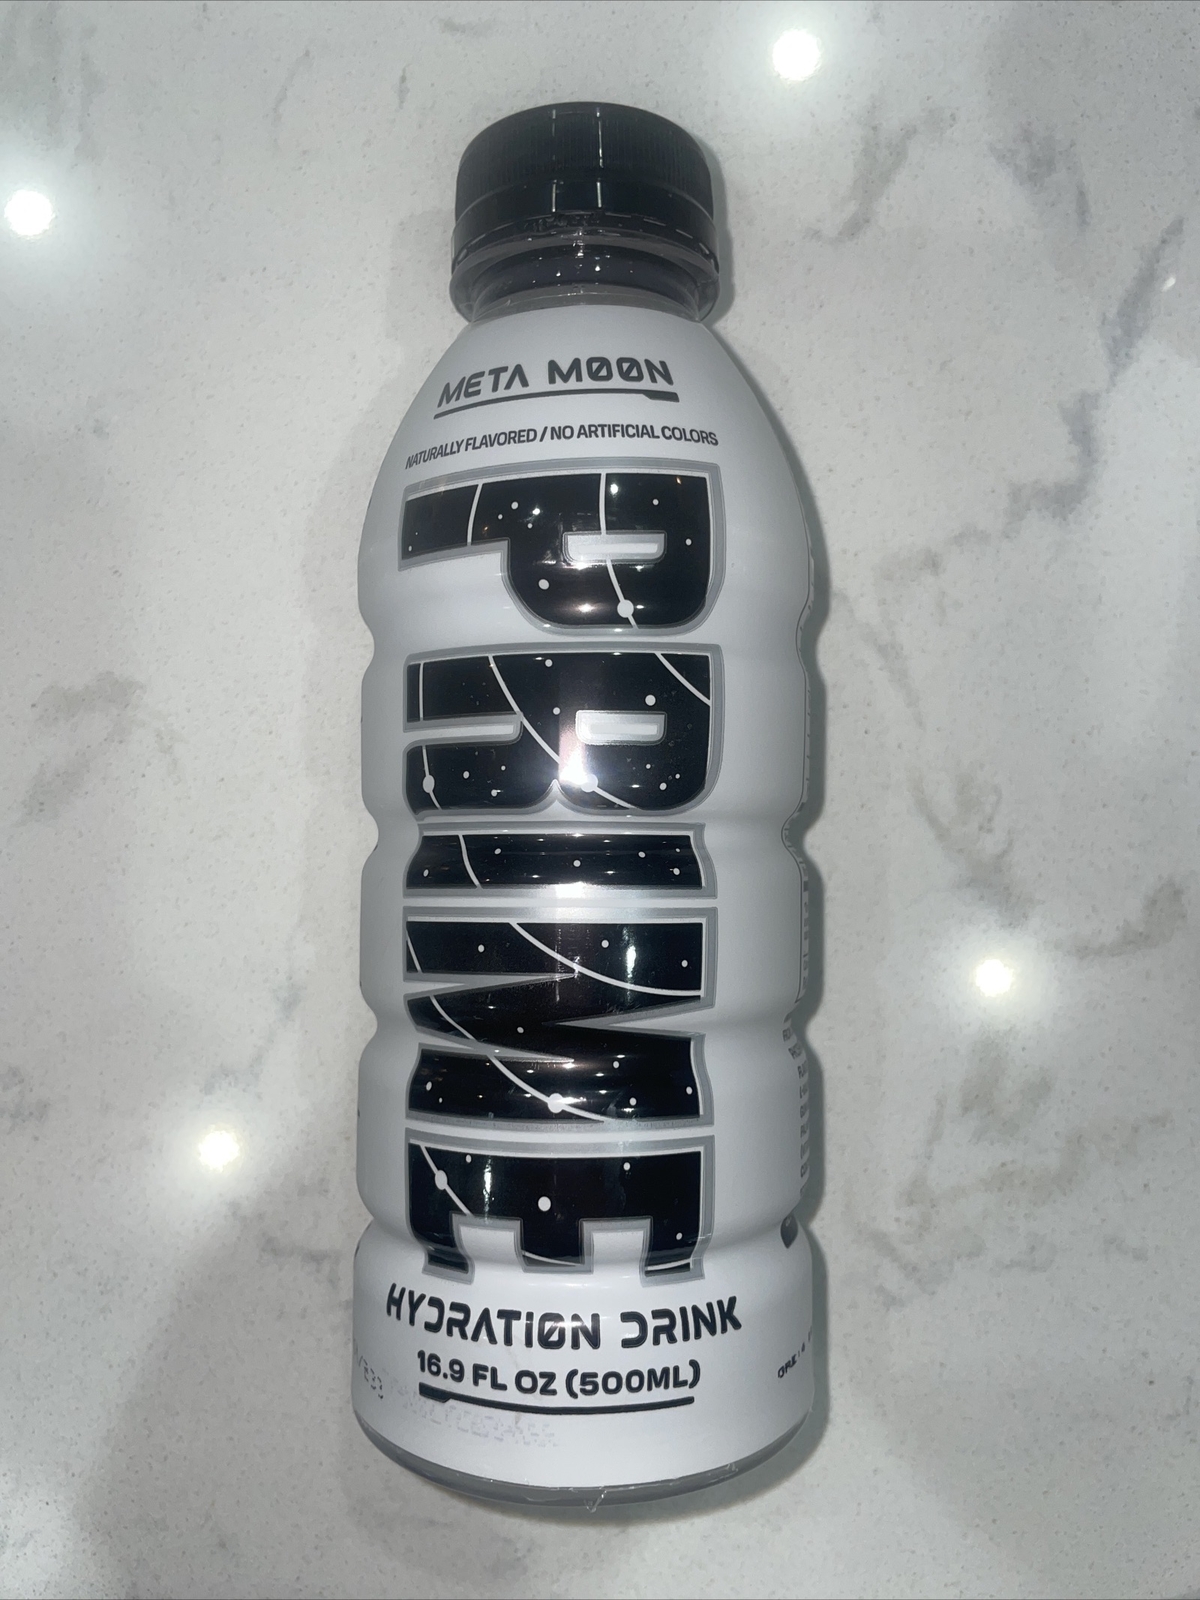 META MØØN
NATURALLY FLAVORED / NO ARTIFICIAL COLORS
PRIME
HYDRATIØN DRINK
16.9 FL OZ (500ML)